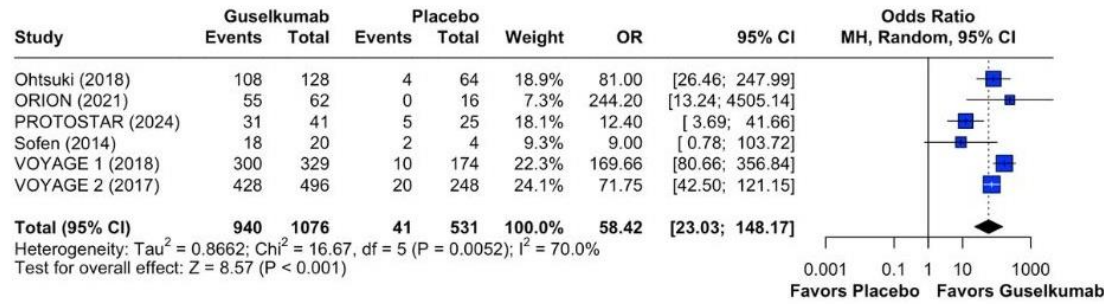 Guselkumab Placebo Odds Ratio
Study Events Total Events Total Weight OR 95% CI MH, Random, 95% CI
Ohtsuki (2018) 108 128 4 64 18.9% 81.00 [26.46; 247.99]
ORION (2021) 55 62 0 16 7.3% 244.20 [13.24; 4505.14]
PROTOSTAR (2024) 31 41 5 25 18.1% 12.40 [ 3.69; 41.66]
Sofen (2014) 18 20 2 4 9.3% 9.00 [ 0.78; 103.72]
VOYAGE 1 (2018) 300 329 10 174 22.3% 169.66 [80.66; 356.84]
VOYAGE 2 (2017) 428 496 20 248 24.1% 71.75 [42.50; 121.15]
Total (95% CI) 940 1076 41 531 100.0% 58.42 [23.03; 148.17]
Heterogeneity: Tau² = 0.8662; Chi² = 16.67, df = 5 (P = 0.0052); I² = 70.0%
Test for overall effect: Z = 8.57 (P < 0.001)
0.001 0.1 1 10 1000
Favors Placebo Favors Guselkumab